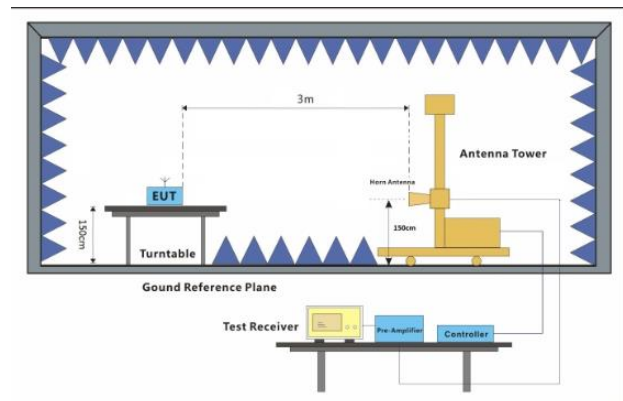 3m
Antenna Tower
Horn Antenna
EUT
150cm
150cm
Turntable
Gound Reference Plane
Test Receiver
Pre-Amplifier
Controller